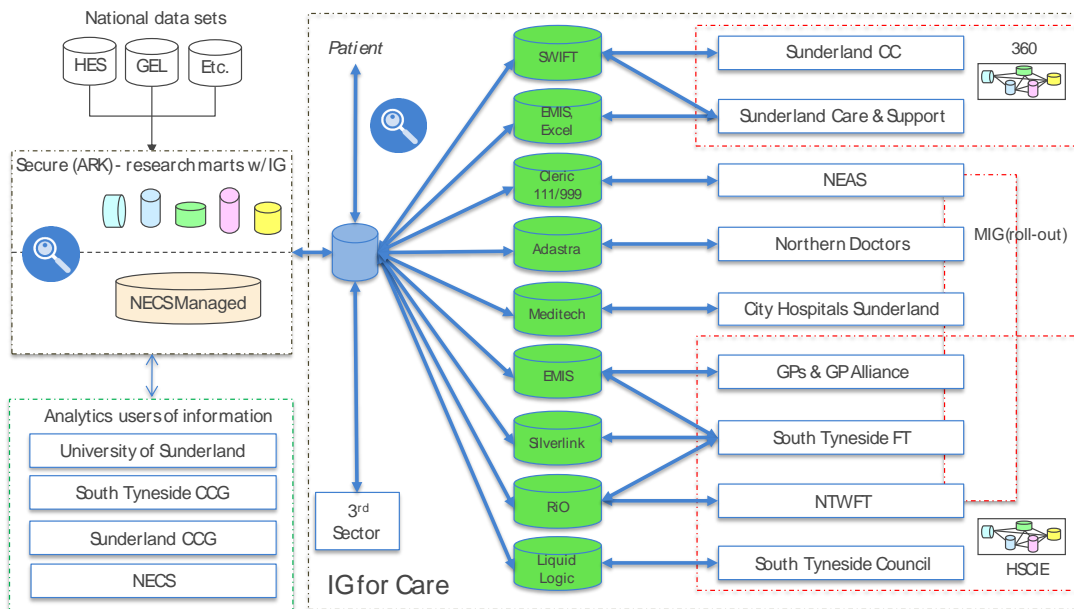 National data sets
HES
GEL
Etc.
Secure (ARK) - research marts w/ IG
NECS Managed
Analytics users of information
University of Sunderland
South Tyneside CCG
Sunderland CCG
NECS
Patient
3rd
Sector
IG for Care
SWIFT
EMIS,
Excel
Cleric
111/999
Adastra
Meditech
EMIS
Silverlink
RiO
Liquid
Logic
Sunderland CC
Sunderland Care & Support
NEAS
Northern Doctors
City Hospitals Sunderland
GPs & GP Alliance
South Tyneside FT
NTWFT
South Tyneside Council
360
MIG (roll-out)
HSCIE